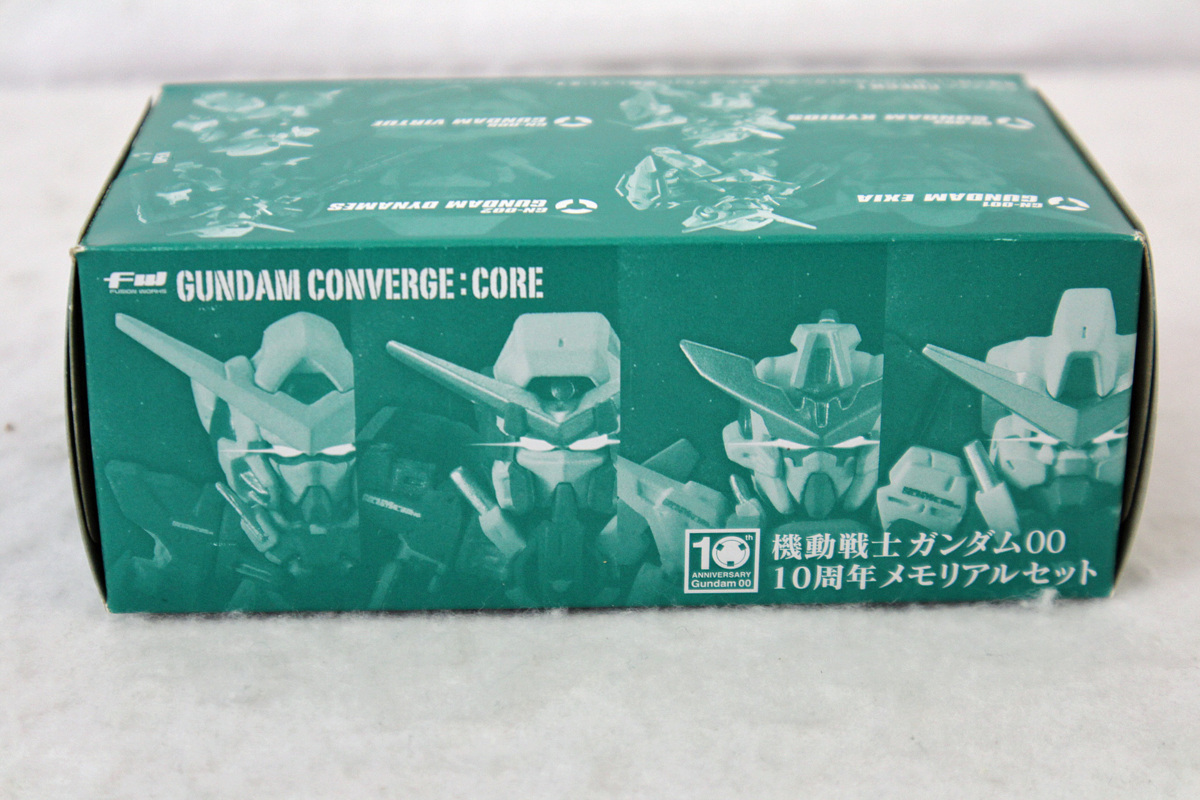 GN-005
GUNDAM VIRTUE
GUNDAM KYRIOS
GN-002
GUNDAM DYNAMES
GN-001
GUNDAM EXIA
FW
FUSION WORKS
GUNDAM CONVERGE : CORE
10th
ANNIVERSARY
Gundam 00
機動戦士 ガンダム00
10周年メモリアルセット